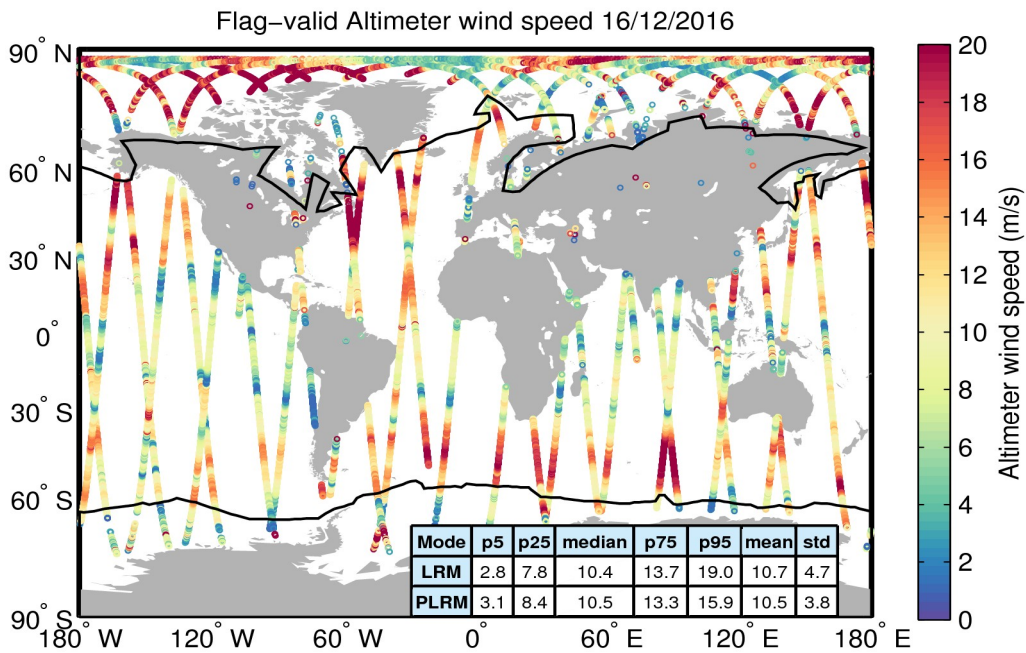 Flag−valid Altimeter wind speed 16/12/2016
90° N
60° N
30° N
0°
30° S
60° S
90° S
180° W
120° W
60° W
0°
60° E
120° E
180° E
Mode p5 p25 median p75 p95 mean std
LRM 2.8 7.8 10.4 13.7 19.0 10.7 4.7
PLRM 3.1 8.4 10.5 13.3 15.9 10.5 3.8
20
18
16
14
12
10
8
6
4
2
0
Altimeter wind speed (m/s)